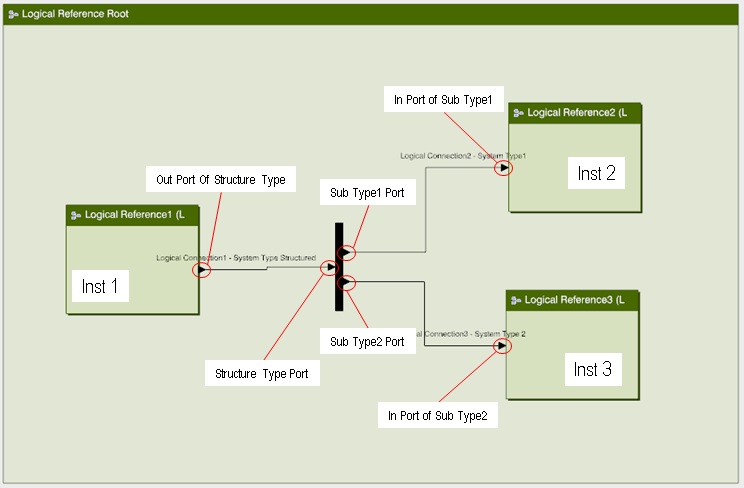 Logical Reference Root
In Port of Sub Type1
Logical Reference2 (L
Logical Connection2 - System Type1
Inst 2
Out Port Of Structure Type
Sub Type1 Port
Logical Reference1 (L
Logical Connection1 - System Type Structured
Inst 1
Logical Reference3 (L
Sub Type2 Port
al Connection3 - System Type 2
Structure Type Port
Inst 3
In Port of Sub Type2